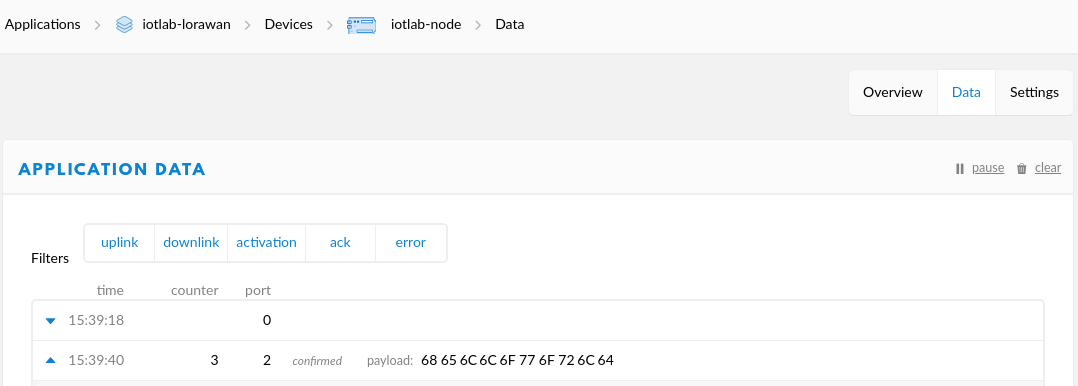 Applications > iotlab-lorawan > Devices > iotlab-node > Data
Overview Data Settings
APPLICATION DATA pause clear
Filters uplink downlink activation ack error
time counter port
15:39:18 0
15:39:40 3 2 confirmed payload: 68 65 6C 6C 6F 77 6F 72 6C 64